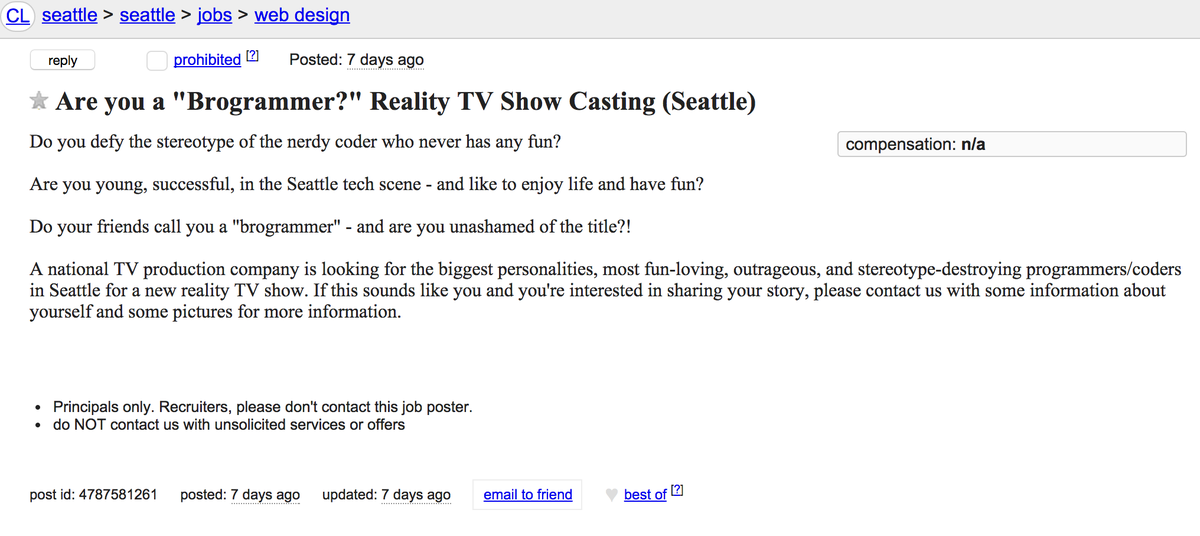 CL seattle > seattle > jobs > web design
reply prohibited [?] Posted: 7 days ago
Are you a "Brogrammer?" Reality TV Show Casting (Seattle)
Do you defy the stereotype of the nerdy coder who never has any fun?
compensation: n/a
Are you young, successful, in the Seattle tech scene - and like to enjoy life and have fun?
Do your friends call you a "brogrammer" - and are you unashamed of the title?!
A national TV production company is looking for the biggest personalities, most fun-loving, outrageous, and stereotype-destroying programmers/coders
in Seattle for a new reality TV show. If this sounds like you and you're interested in sharing your story, please contact us with some information about
yourself and some pictures for more information.
• Principals only. Recruiters, please don't contact this job poster.
• do NOT contact us with unsolicited services or offers
post id: 4787581261 posted: 7 days ago updated: 7 days ago email to friend best of [?]